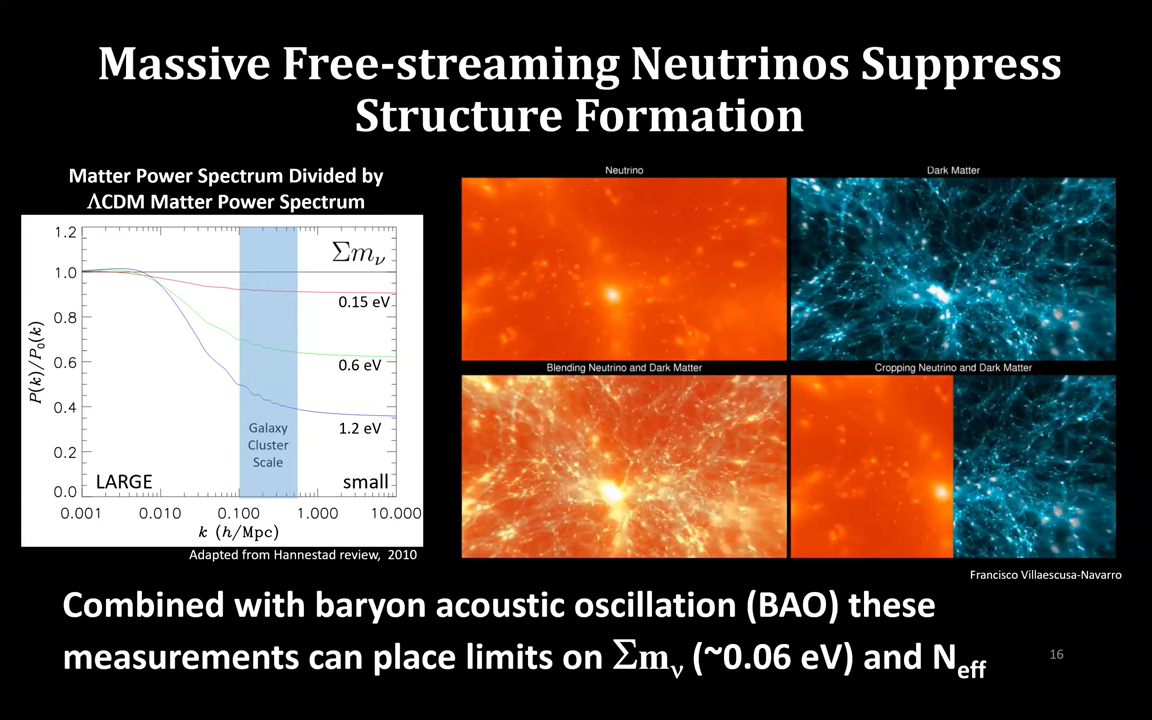 Massive Free-streaming Neutrinos Suppress
Structure Formation
Matter Power Spectrum Divided by
ΛCDM Matter Power Spectrum
1.2
1.0
0.8
0.6
0.4
0.2
0.0
P(k)/P₀(k)
Σmᵥ
0.15 eV
0.6 eV
1.2 eV
Galaxy
Cluster
Scale
LARGE
small
0.001 0.010 0.100 1.000 10.000
k (h/Mpc)
Adapted from Hannestad review, 2010
Neutrino
Dark Matter
Blending Neutrino and Dark Matter
Cropping Neutrino and Dark Matter
Francisco Villaescusa-Navarro
Combined with baryon acoustic oscillation (BAO) these
measurements can place limits on Σmᵥ (~0.06 eV) and Neff
16